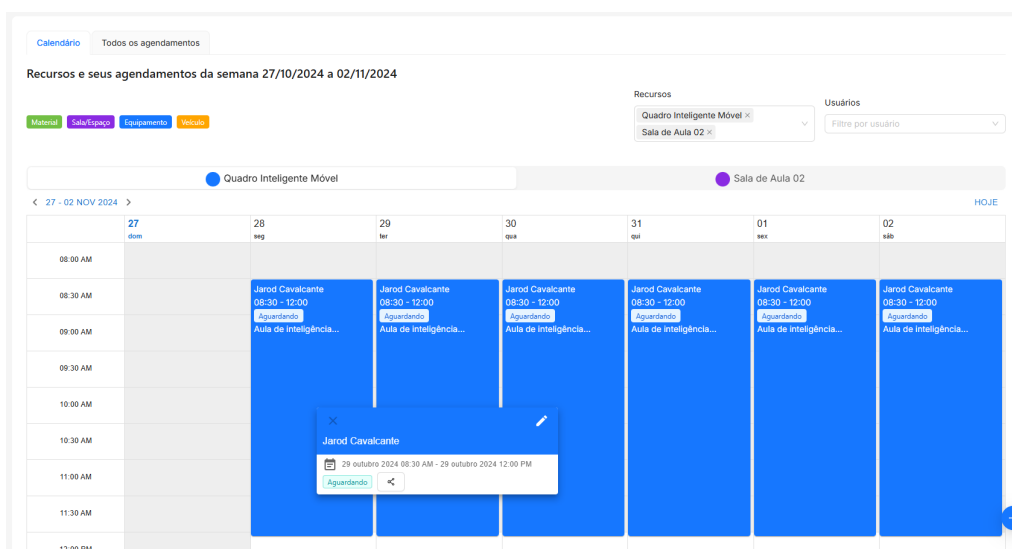 Calendário Todos os agendamentos
Recursos e seus agendamentos da semana 27/10/2024 a 02/11/2024
Recursos
Usuários
Material Sala/Espaço Equipamento Veículo
Quadro Inteligente Móvel ×
Sala de Aula 02 ×
Filtre por usuário
Quadro Inteligente Móvel Sala de Aula 02
27 - 02 NOV 2024 HOJE
27 28 29 30 31 01 02
dom seg ter qua qui sex sáb
08:00 AM
08:30 AM
Jarod Cavalcante Jarod Cavalcante Jarod Cavalcante Jarod Cavalcante Jarod Cavalcante Jarod Cavalcante
08:30 - 12:00 08:30 - 12:00 08:30 - 12:00 08:30 - 12:00 08:30 - 12:00 08:30 - 12:00
Aguardando Aguardando Aguardando Aguardando Aguardando Aguardando
Aula de inteligência... Aula de inteligência... Aula de inteligência... Aula de inteligência... Aula de inteligência... Aula de inteligência...
09:00 AM
09:30 AM
10:00 AM
10:30 AM
Jarod Cavalcante
29 outubro 2024 08:30 AM - 29 outubro 2024 12:00 PM
Aguardando
11:00 AM
11:30 AM
12:00 PM